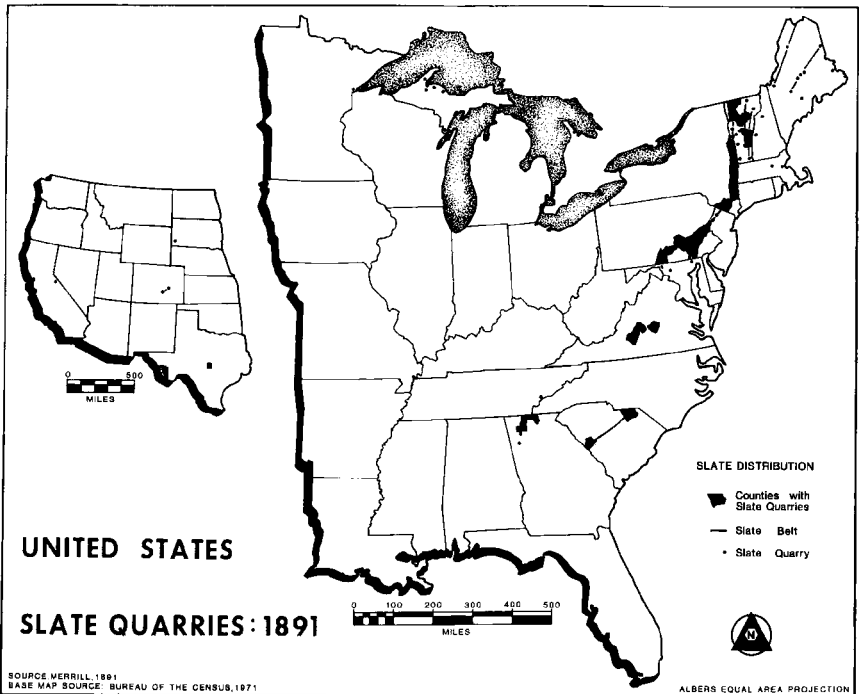 0 500
MILES
SLATE DISTRIBUTION
Counties with
Slate Quarries
Slate Belt
Slate Quarry
UNITED STATES
SLATE QUARRIES: 1891
0 100 200 300 400 500
MILES
N
SOURCE MERRILL, 1891
BASE MAP SOURCE: BUREAU OF THE CENSUS, 1971
ALBERS EQUAL AREA PROJECTION